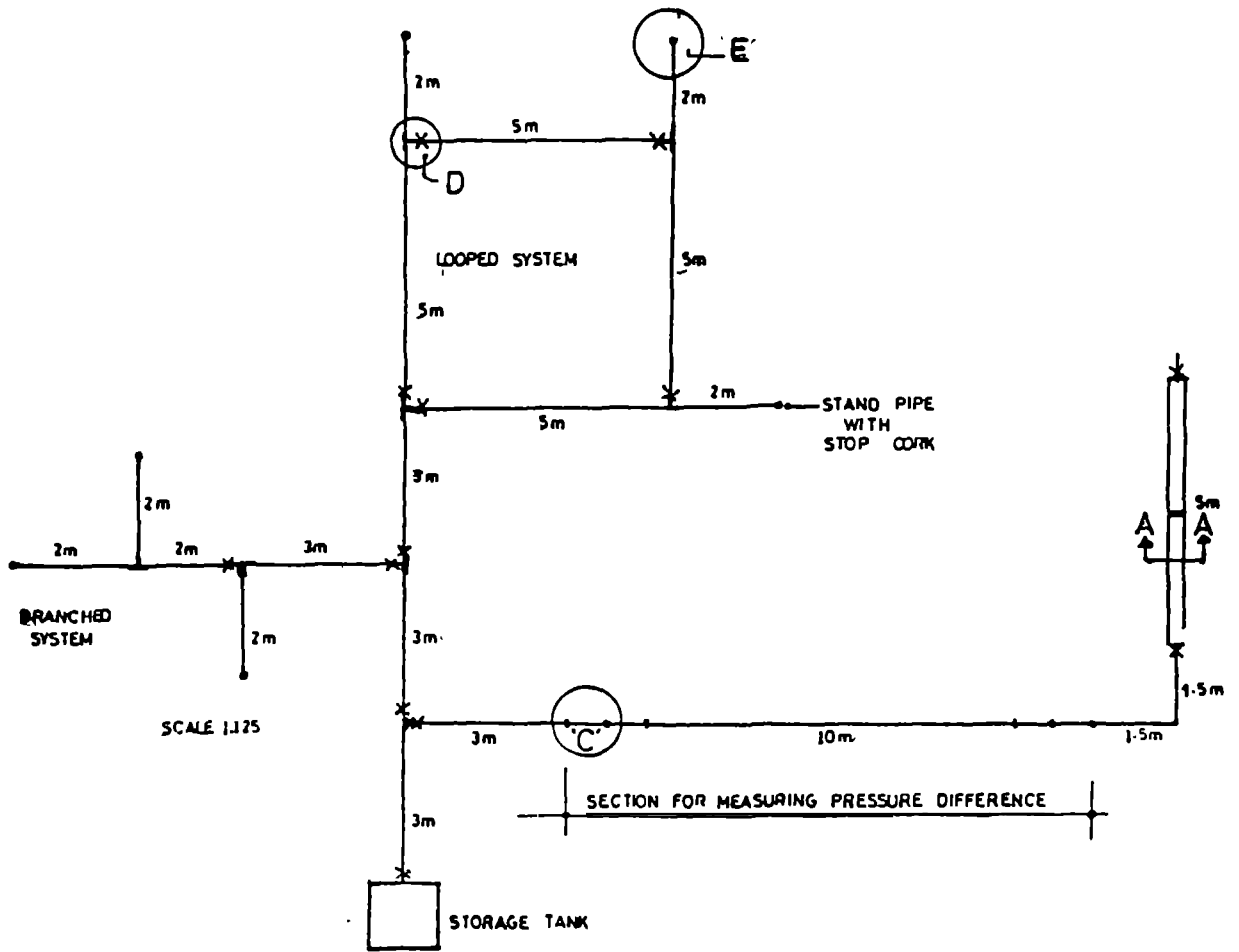 'E'
2m
2m
5m
D
LOOPED SYSTEM
5m
5m
2m
5m
STAND PIPE
WITH
STOP CORK
3m
5m
A A
2m
2m
2m
3m
BRANCHED
SYSTEM
2m
3m
1.5m
SCALE 1.125
3m
'C'
10m
1.5m
SECTION FOR MEASURING PRESSURE DIFFERENCE
3m
STORAGE TANK